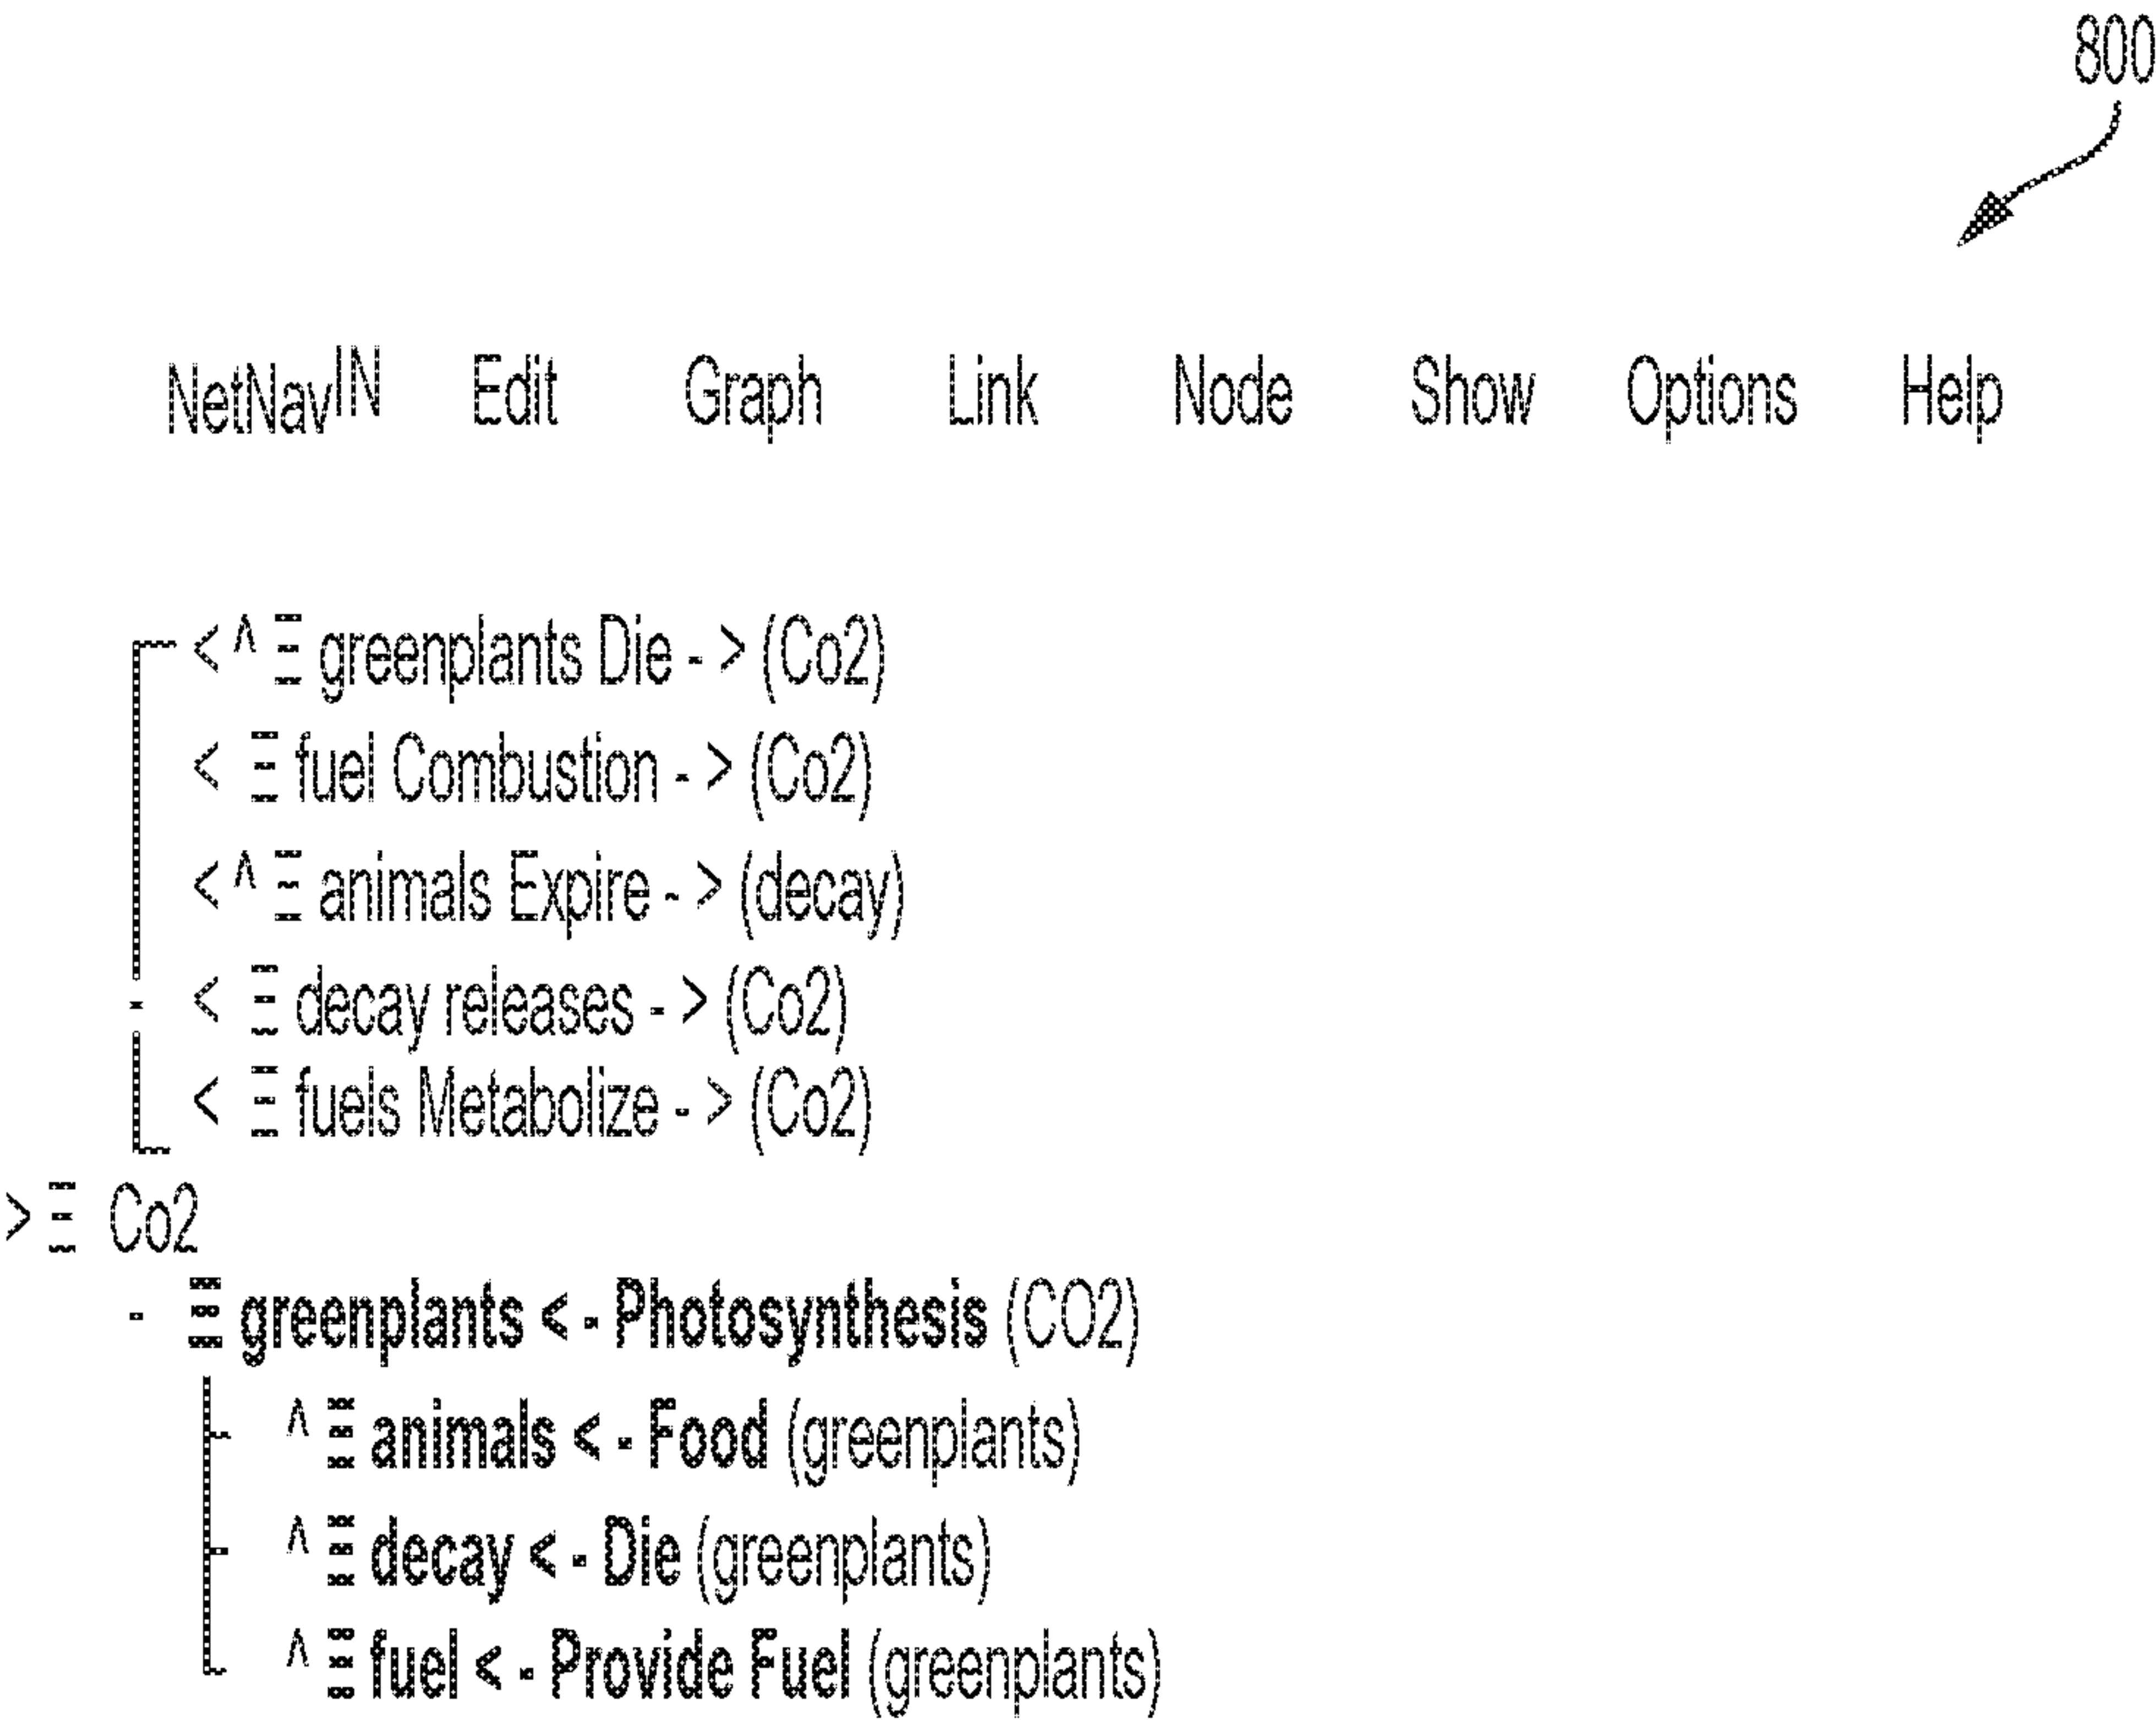 800
NetNavIN Edit Graph Link Node Show Options Help
< ^ Ξ greenplants Die - > (Co2)
< Ξ fuel Combustion - > (Co2)
< ^ Ξ animals Expire - > (decay)
- < Ξ decay releases - > (Co2)
< Ξ fuels Metabolize - > (Co2)
> Ξ Co2
- Ξ greenplants < - Photosynthesis (CO2)
^ Ξ animals < - Food (greenplants)
^ Ξ decay < - Die (greenplants)
^ Ξ fuel < - Provide Fuel (greenplants)